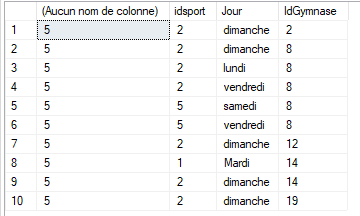 (Aucun nom de colonne) idsport Jour IdGymnase
1 5 2 dimanche 2
2 5 2 dimanche 8
3 5 2 lundi 8
4 5 2 vendredi 8
5 5 5 samedi 8
6 5 5 vendredi 8
7 5 2 dimanche 12
8 5 1 Mardi 14
9 5 2 dimanche 14
10 5 2 dimanche 19